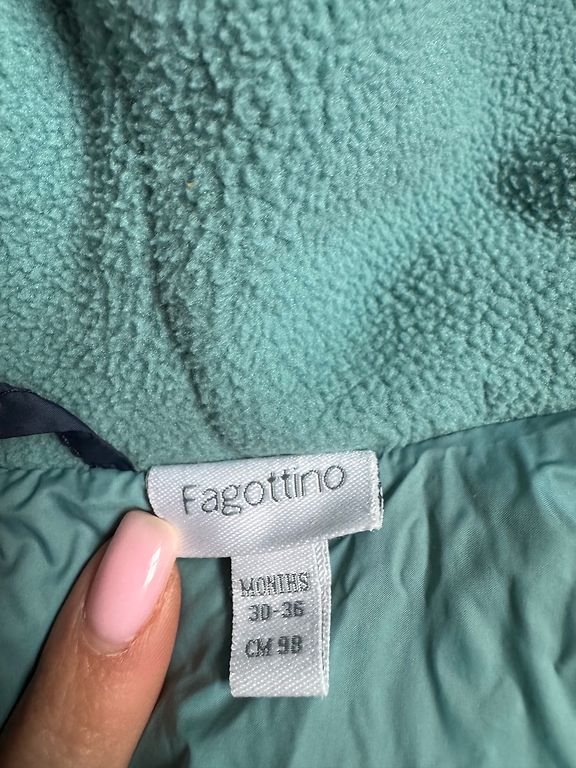 Fagottino
MONTHS
30-36
CM 98